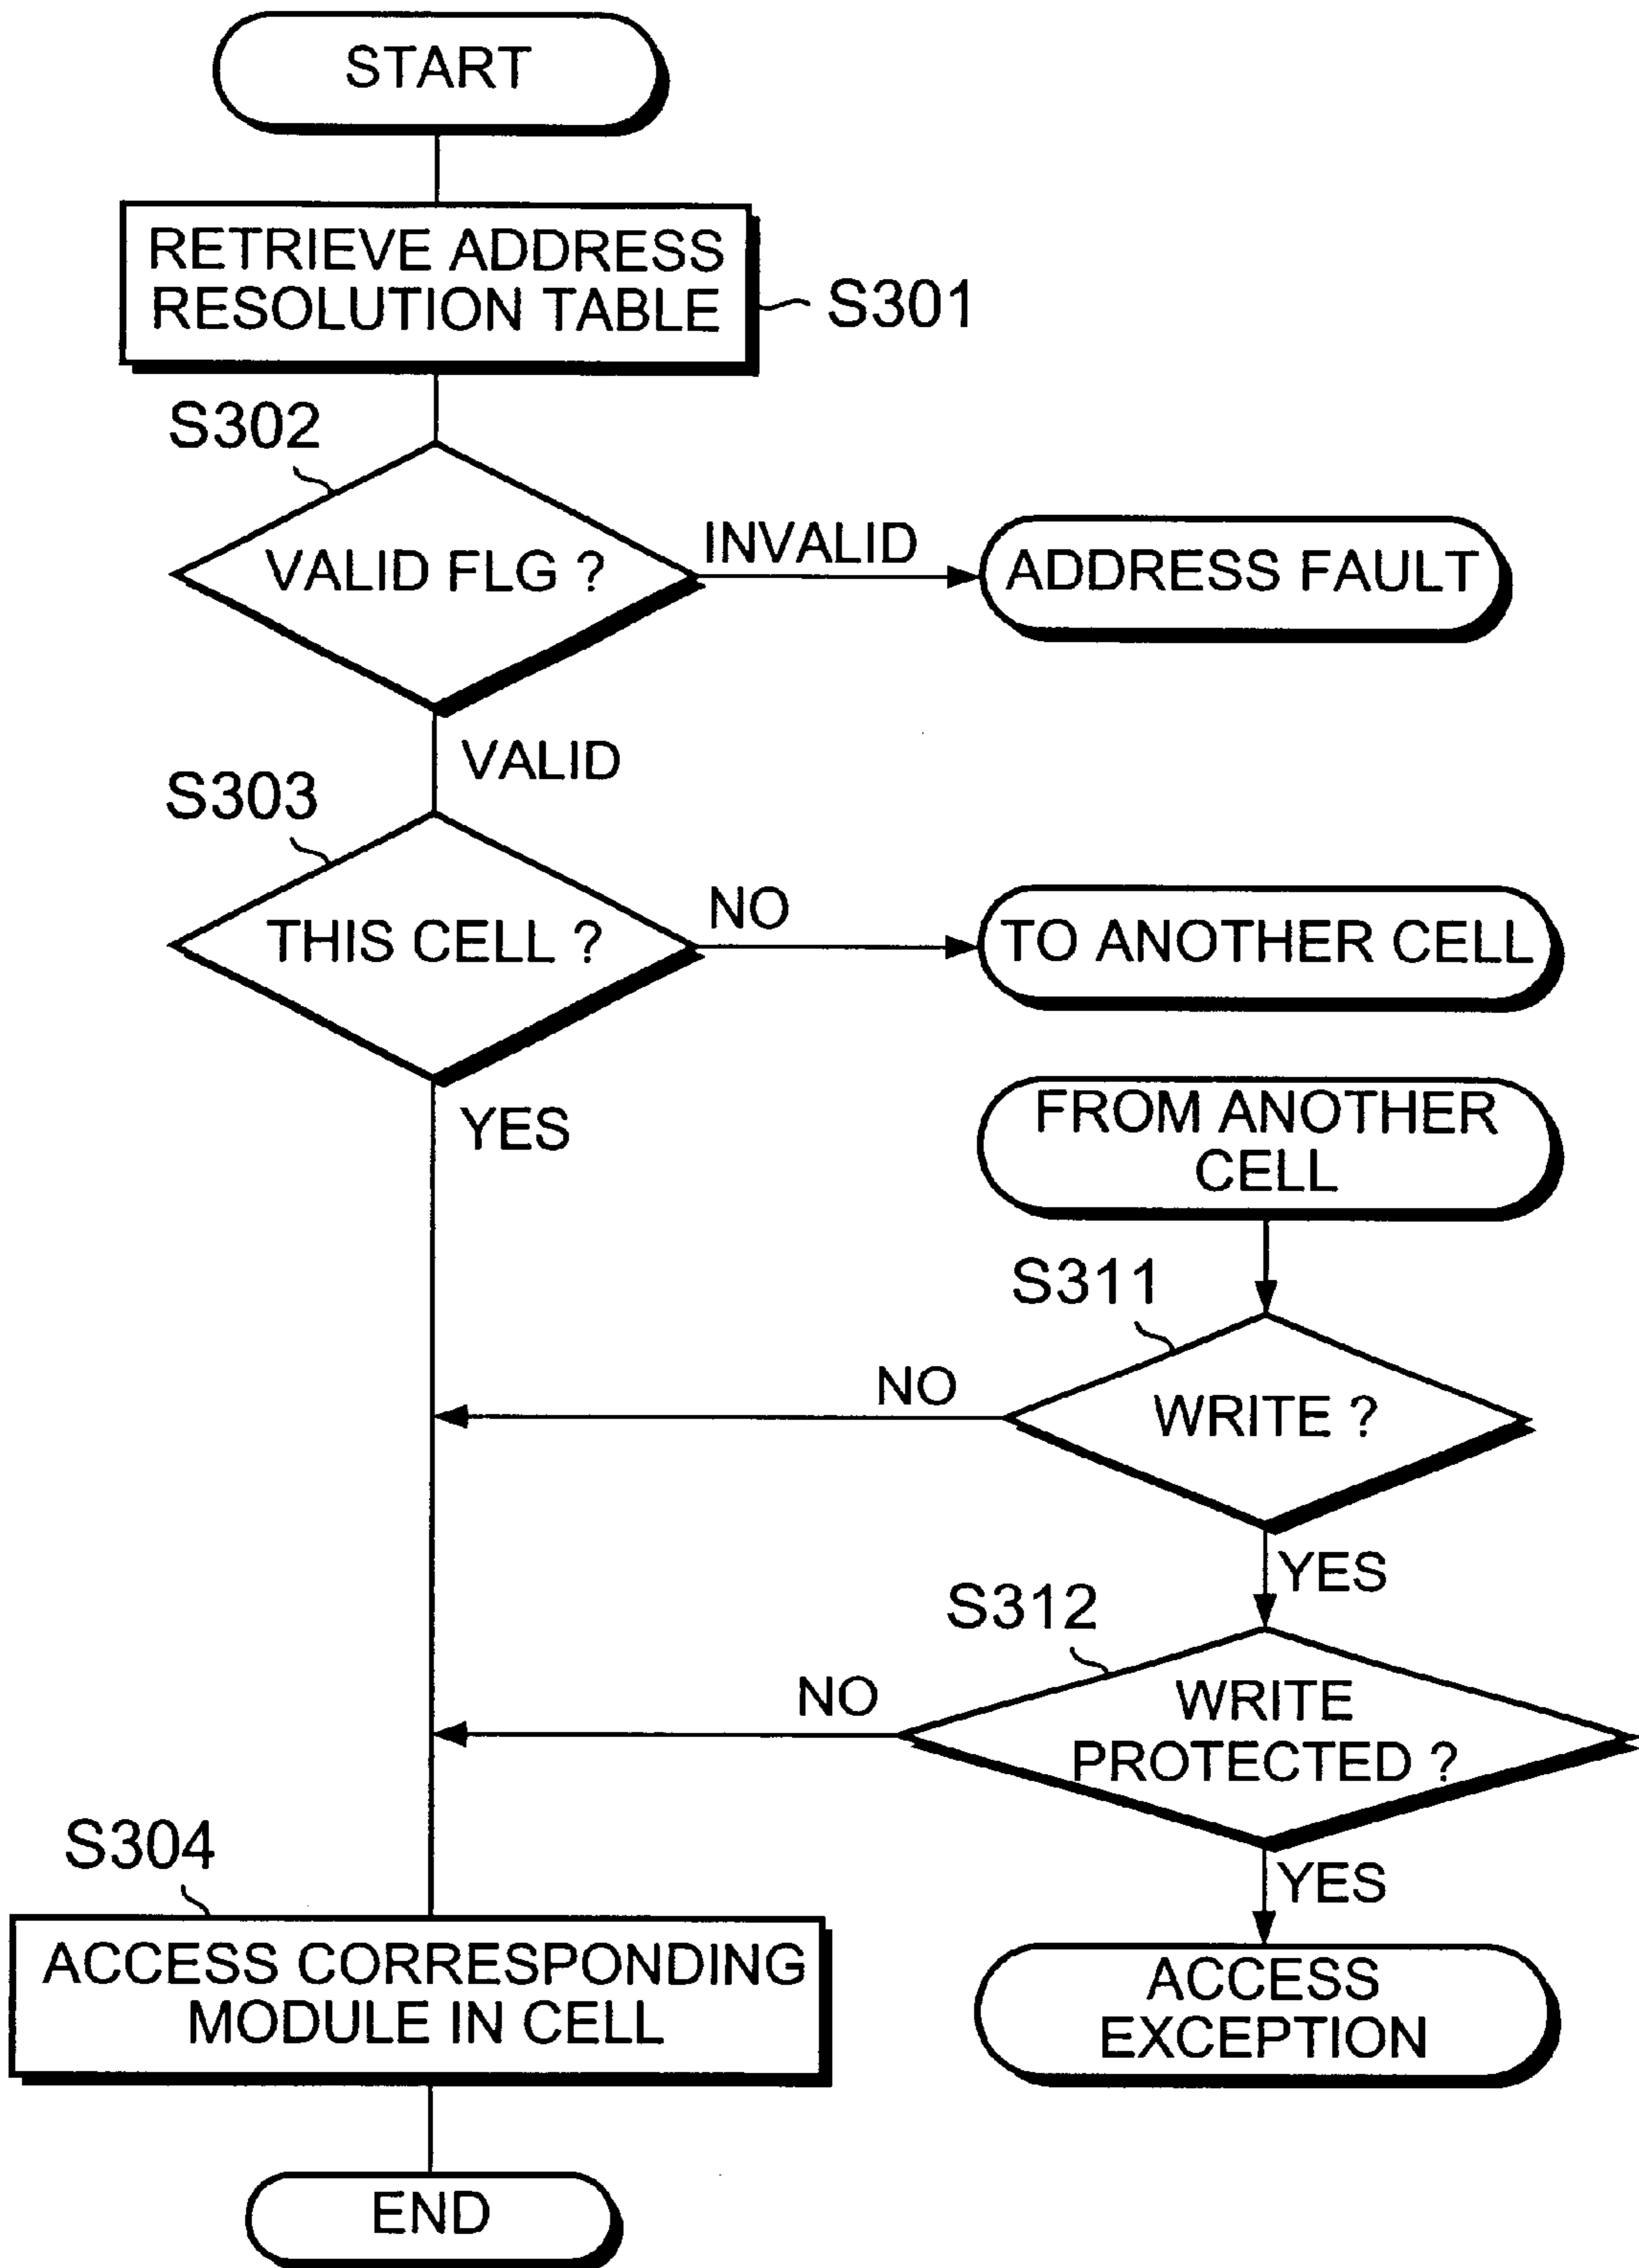 START
RETRIEVE ADDRESS
RESOLUTION TABLE
S301
S302
VALID FLG ?
INVALID
ADDRESS FAULT
VALID
S303
THIS CELL ?
NO
TO ANOTHER CELL
YES
FROM ANOTHER
CELL
S311
NO
WRITE ?
YES
S312
NO
WRITE
PROTECTED ?
YES
S304
ACCESS CORRESPONDING
MODULE IN CELL
ACCESS
EXCEPTION
END